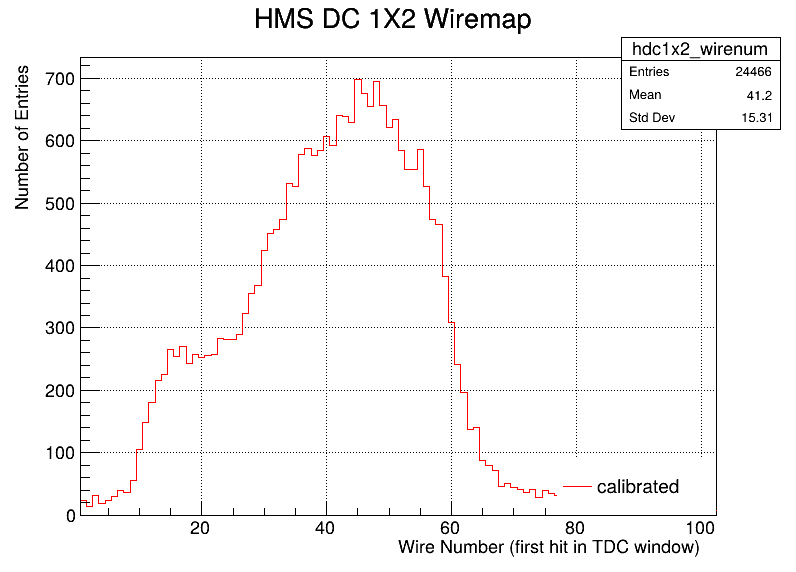 HMS DC 1X2 Wiremap
hdc1x2_wirenum
Entries 24466
Mean 41.2
Std Dev 15.31
Number of Entries
700
600
500
400
300
200
100
0
calibrated
20 40 60 80 100
Wire Number (first hit in TDC window)